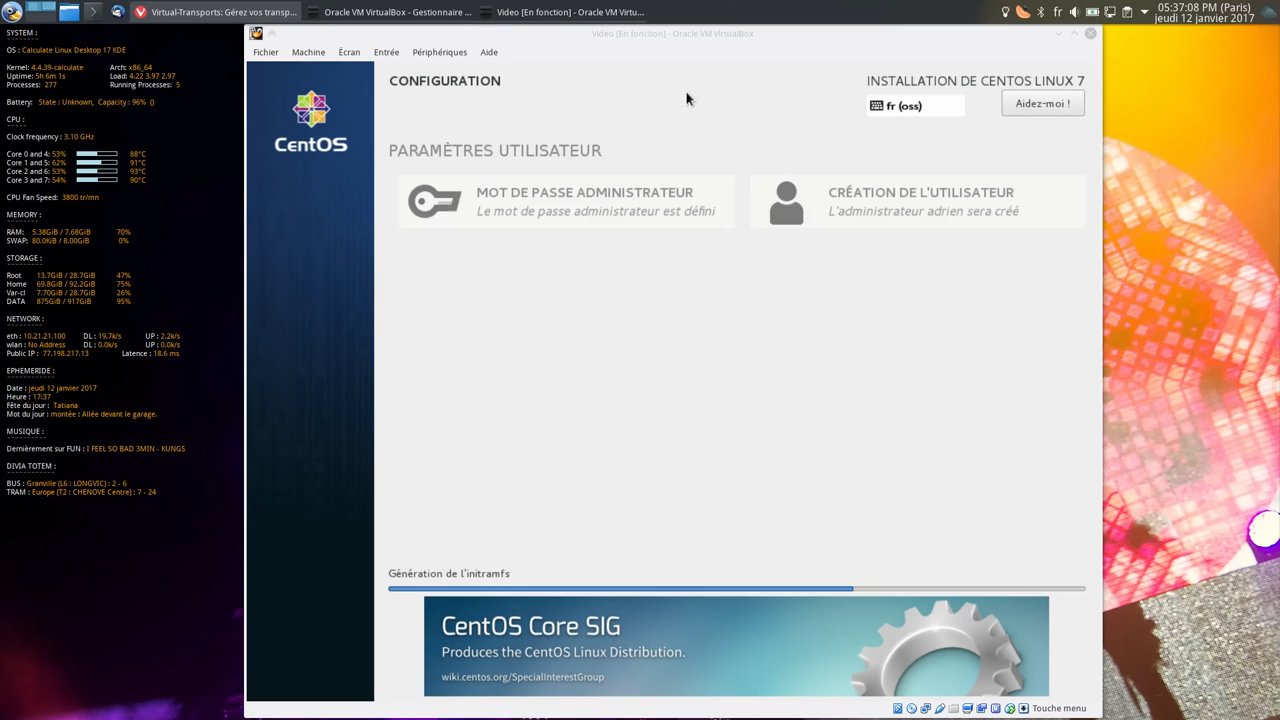 Virtual-Transports: Gérez vos transp...
Oracle VM VirtualBox - Gestionnaire ...
Video [En fonction] - Oracle VM Virtu...
05:37:08 PM (Paris)
jeudi 12 janvier 2017
SYSTEM :
OS : Calculate Linux Desktop 17 KDE
Kernel: 4.4.39-calculate Arch: x86_64
Uptime: 5h 6m 1s Load: 4.22 3.97 2.97
Processes: 277 Running Processes: 5
Battery: State : Unknown, Capacity : 96% ()
CPU :
Clock frequency : 3.10 GHz
Core 0 and 4: 53% 88°C
Core 1 and 5: 62% 91°C
Core 2 and 6: 53% 93°C
Core 3 and 7: 54% 90°C
CPU Fan Speed: 3800 tr/mn
MEMORY :
RAM: 5.38GiB / 7.68GiB 70%
SWAP: 80.0KiB / 8.00GiB 0%
STORAGE :
Root 13.7GiB / 28.7GiB 47%
Home 69.8GiB / 92.2GiB 75%
Var-cl 7.70GiB / 28.7GiB 26%
DATA 875GiB / 917GiB 95%
NETWORK :
eth : 10.21.21.100 DL : 19.7k/s UP : 2.2k/s
wlan : No Address DL : 0.0k/s UP : 0.0k/s
Public IP : 77.198.217.13 Latence : 18.6 ms
EPHEMERIDE :
Date : jeudi 12 janvier 2017
Heure : 17:37
Fête du jour : Tatiana
Mot du jour : montée : Allée devant le garage.
MUSIQUE :
Dernièrement sur FUN : I FEEL SO BAD 3MIN - KUNGS
DIVIA TOTEM :
BUS : Granville (L6 : LONGVIC) : 2 - 6
TRAM : Europe (T2 : CHENOVE Centre) : 7 - 24
Video [En fonction] - Oracle VM VirtualBox
Fichier Machine Écran Entrée Périphériques Aide
CentOS
CONFIGURATION
INSTALLATION DE CENTOS LINUX 7
fr (oss)
Aidez-moi !
PARAMÈTRES UTILISATEUR
MOT DE PASSE ADMINISTRATEUR
Le mot de passe administrateur est défini
CRÉATION DE L'UTILISATEUR
L'administrateur adrien sera créé
Génération de l'initramfs
CentOS Core SIG
Produces the CentOS Linux Distribution.
wiki.centos.org/SpecialInterestGroup
Touche menu